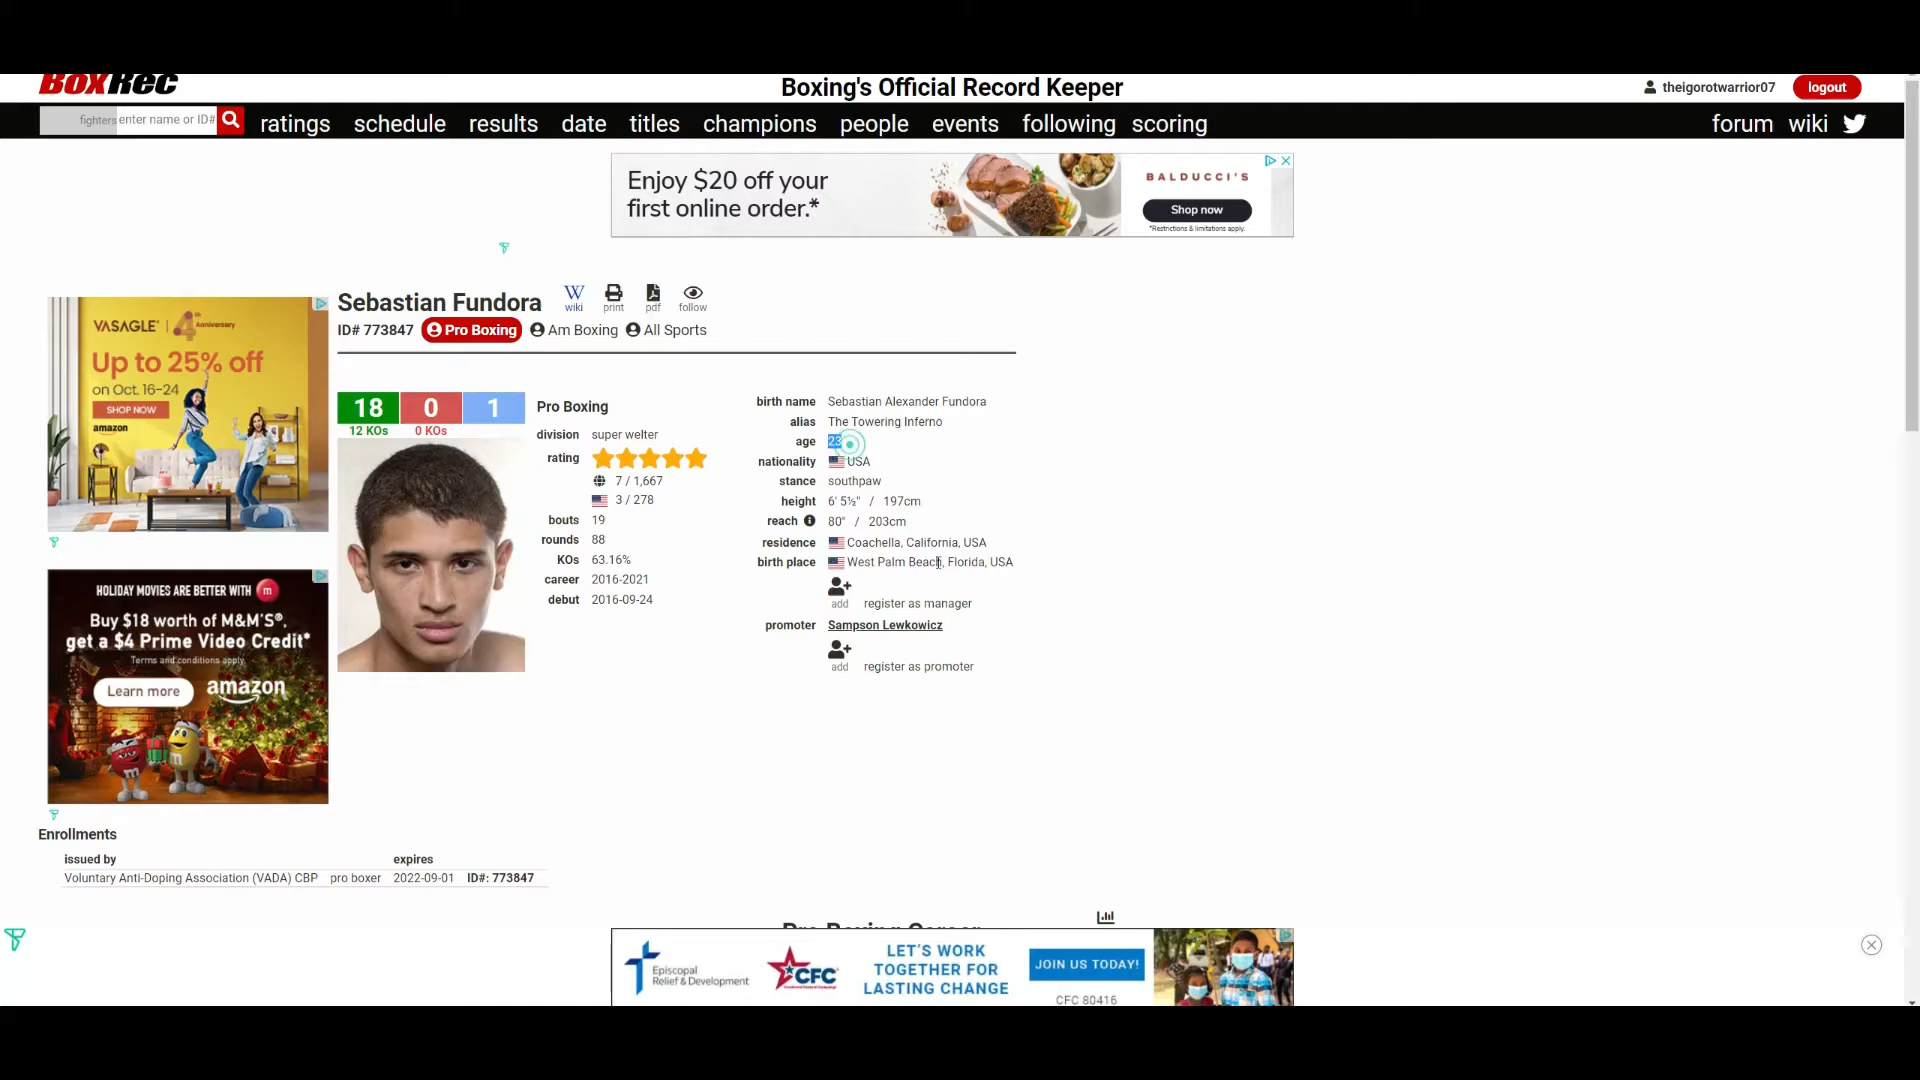 BoxRec
Boxing's Official Record Keeper
theigorotwarrior07
logout
fighters
enter name or ID#
ratings
schedule
results
date
titles
champions
people
events
following
scoring
forum
wiki
Enjoy $20 off your
first online order.*
BALDUCCI'S
Shop now
*Restrictions & limitations apply.
VASAGLE
4th
Anniversary
Up to 25% off
on Oct. 16-24
SHOP NOW
amazon
Sebastian Fundora
W
wiki
print
pdf
follow
ID# 773847
Pro Boxing
Am Boxing
All Sports
18 0 1
12 KOs 0 KOs
Pro Boxing
division super welter
rating
7 / 1,667
3 / 278
bouts 19
rounds 88
KOs 63.16%
career 2016-2021
debut 2016-09-24
birth name Sebastian Alexander Fundora
alias The Towering Inferno
age 23
nationality USA
stance southpaw
height 6' 5½" / 197cm
reach 80" / 203cm
residence Coachella, California, USA
birth place West Palm Beach, Florida, USA
add register as manager
promoter Sampson Lewkowicz
add register as promoter
HOLIDAY MOVIES ARE BETTER WITH m
Buy $18 worth of M&M'S®,
get a $4 Prime Video Credit*
Terms and conditions apply.
Learn more
amazon
Enrollments
issued by expires
Voluntary Anti-Doping Association (VADA) CBP pro boxer 2022-09-01 ID#: 773847
Pro Boxing Career
Episcopal
Relief & Development
CFC
LET'S WORK
TOGETHER FOR
LASTING CHANGE
JOIN US TODAY!
CFC 80416